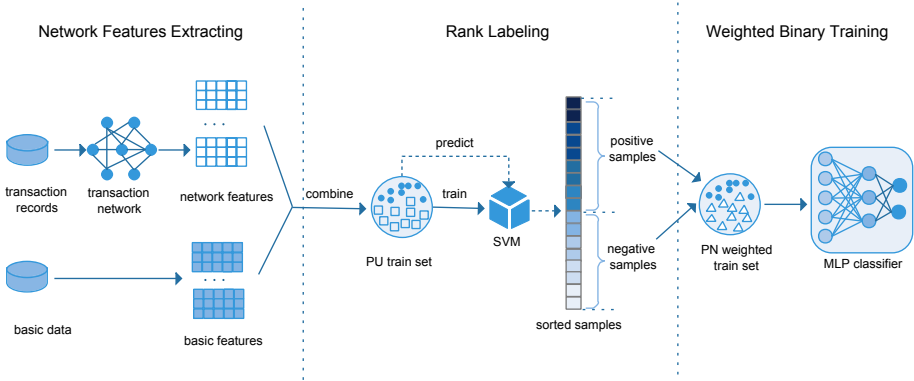 Network Features Extracting
Rank Labeling
Weighted Binary Training
transaction
records
transaction
network
. . .
network features
basic data
. . .
basic features
combine
predict
train
PU train set
SVM
sorted samples
positive
samples
negative
samples
PN weighted
train set
MLP classifier